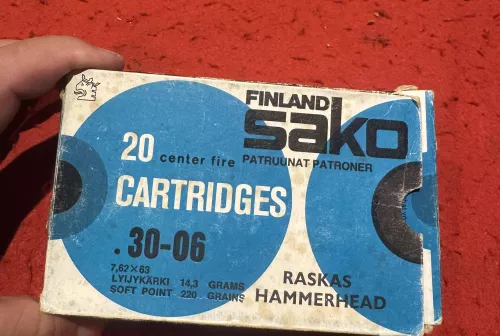 FINLAND
sako
PATRUUNAT PATRONER
20 center fire
CARTRIDGES
.30-06
7,62×63
LYIJYKÄRKI 14,3 GRAMS
SOFT POINT 220 GRAINS
RASKAS
HAMMERHEAD